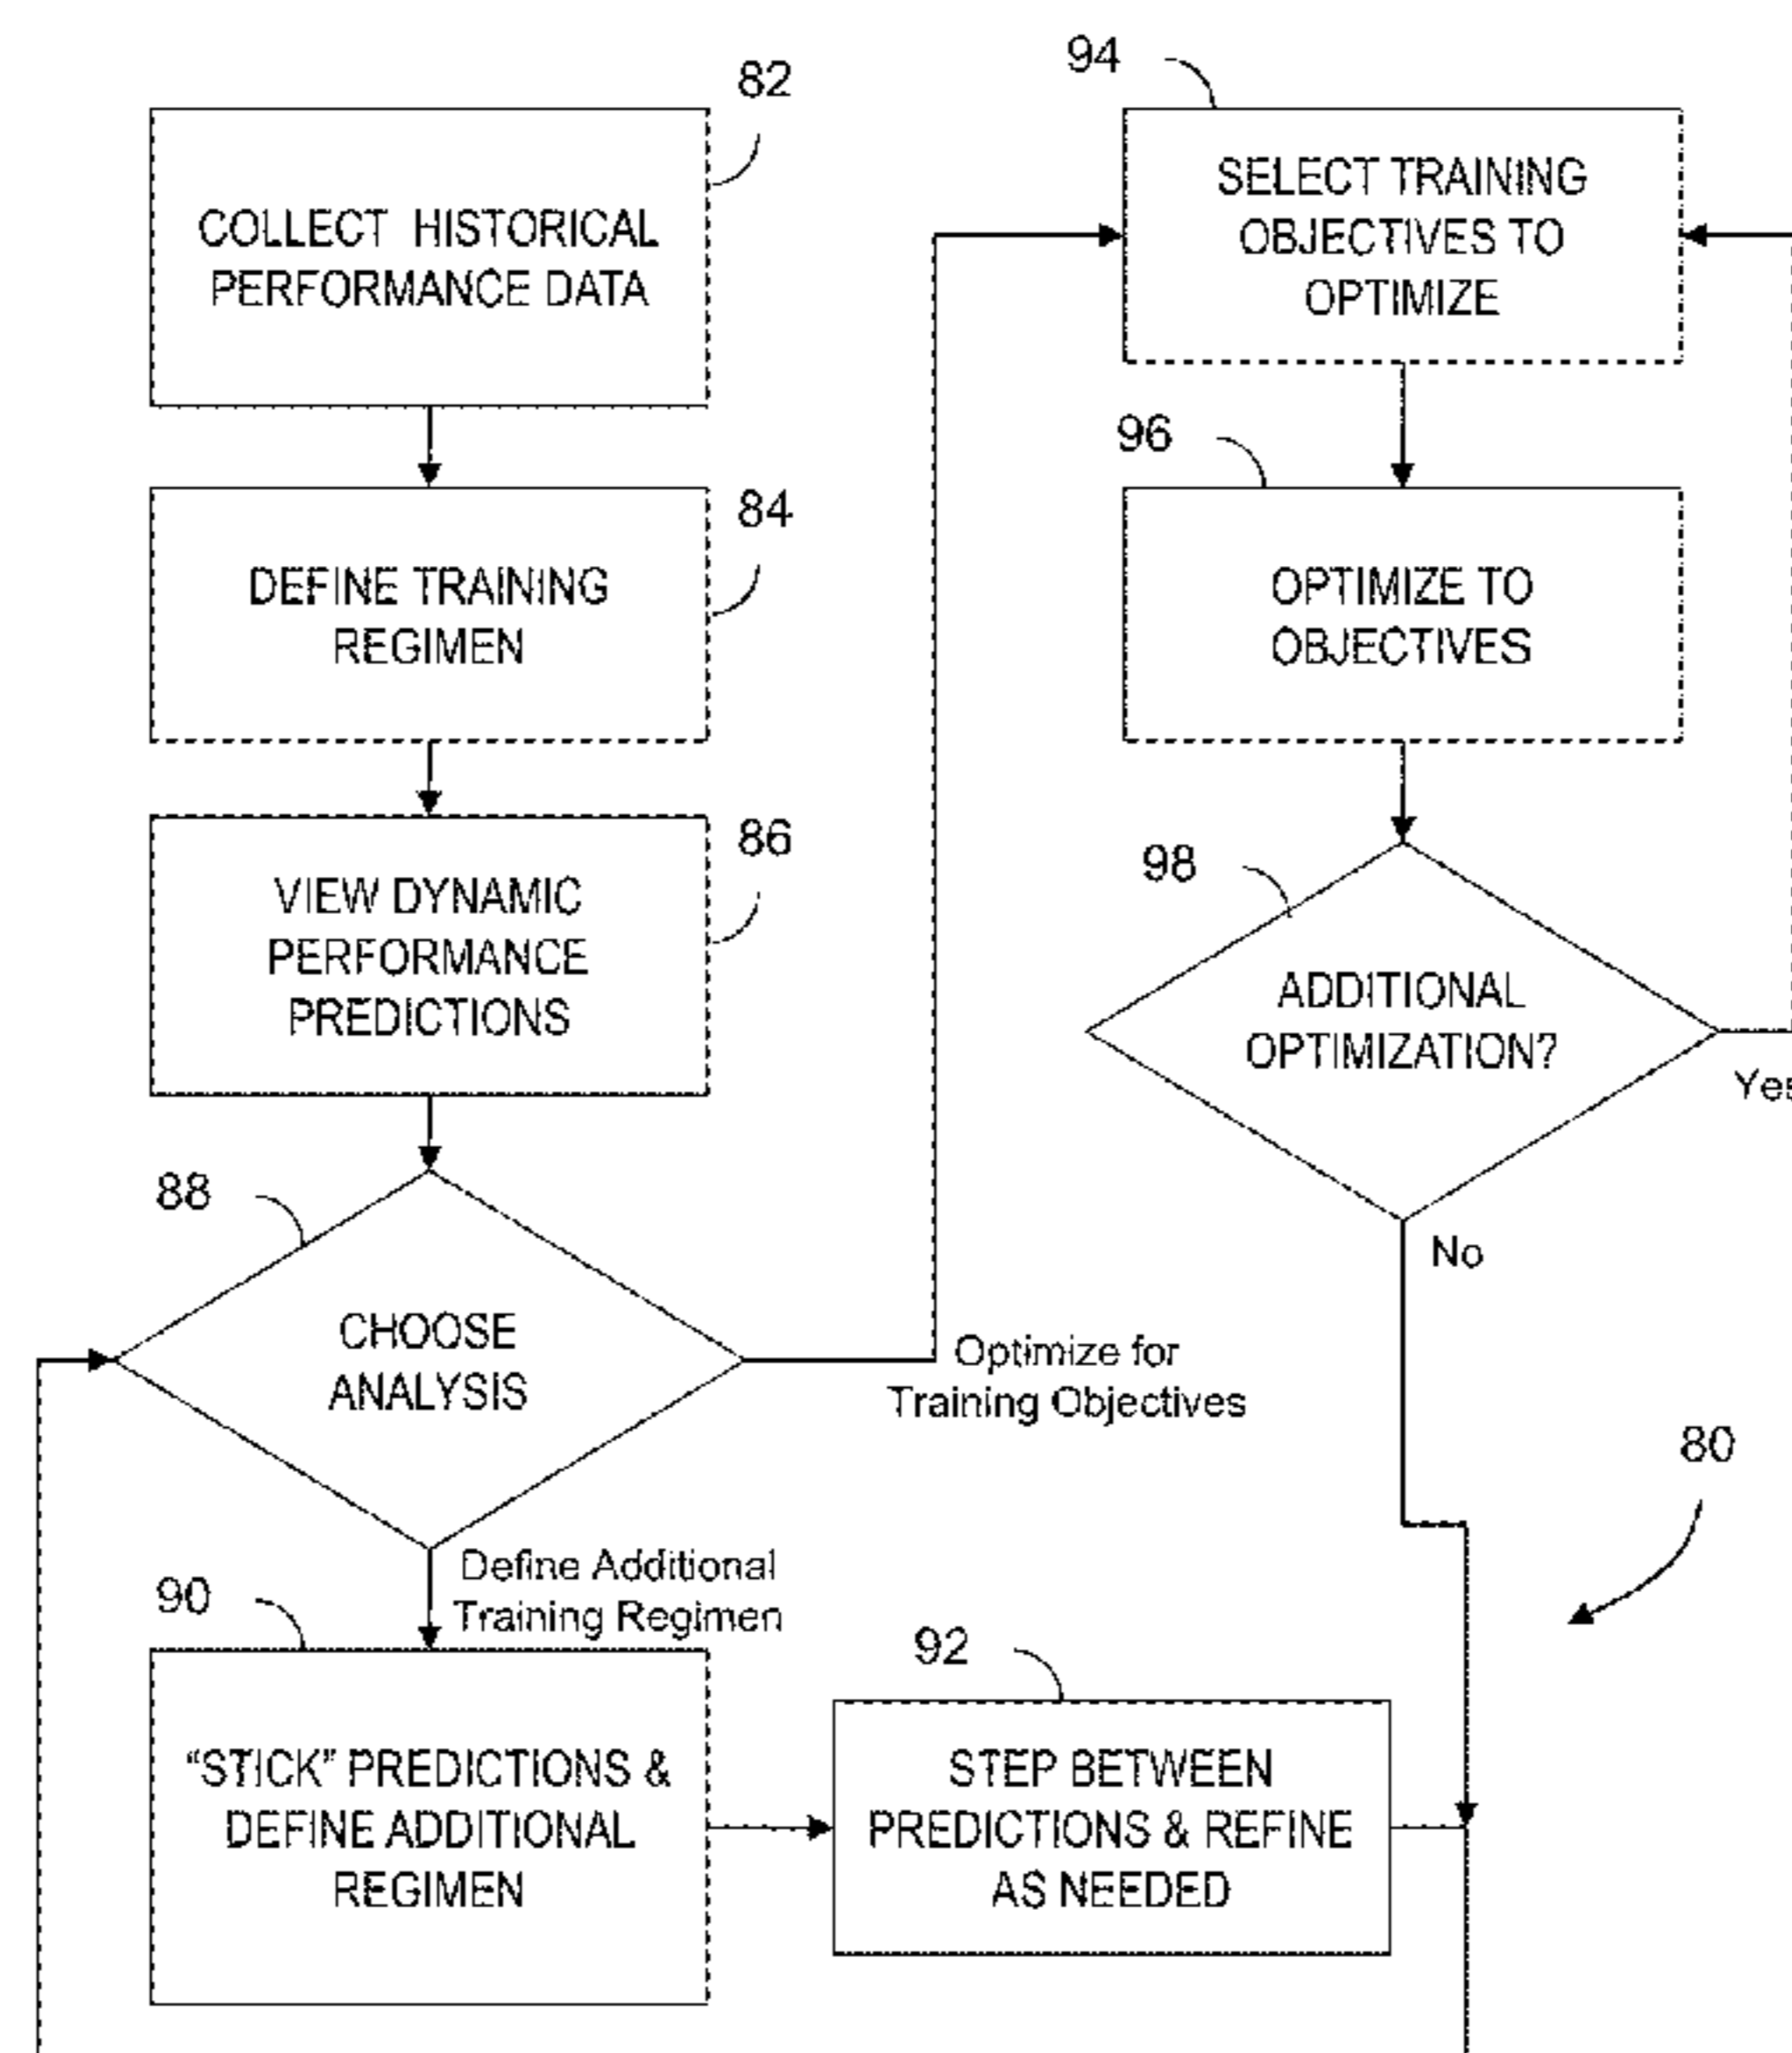 82
COLLECT HISTORICAL
PERFORMANCE DATA
84
DEFINE TRAINING
REGIMEN
86
VIEW DYNAMIC
PERFORMANCE
PREDICTIONS
88
CHOOSE
ANALYSIS
Optimize for
Training Objectives
Define Additional
Training Regimen
90
“STICK” PREDICTIONS &
DEFINE ADDITIONAL
REGIMEN
92
STEP BETWEEN
PREDICTIONS & REFINE
AS NEEDED
94
SELECT TRAINING
OBJECTIVES TO
OPTIMIZE
96
OPTIMIZE TO
OBJECTIVES
98
ADDITIONAL
OPTIMIZATION?
Yes
No
80